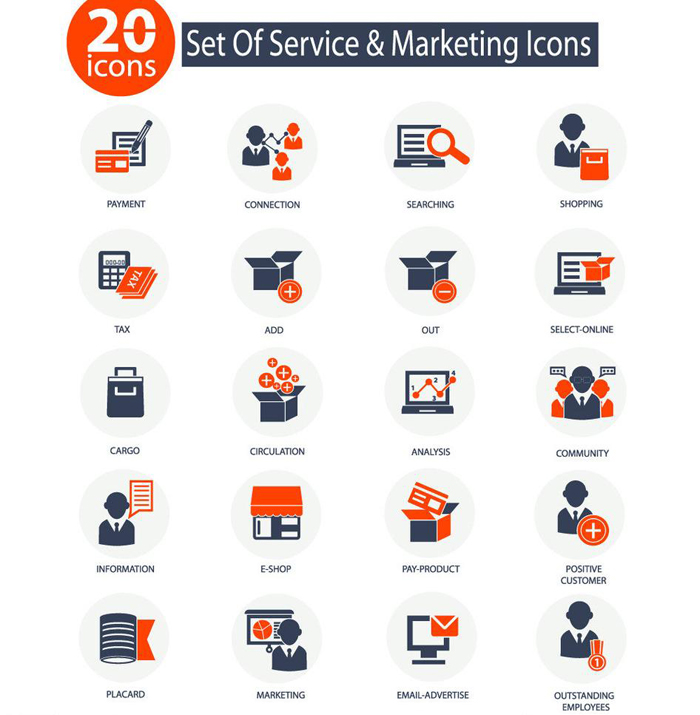 20
icons
Set Of Service & Marketing Icons
PAYMENT
CONNECTION
SEARCHING
SHOPPING
000-00
TAX
TAX
ADD
OUT
SELECT-ONLINE
1
2
3
4
CARGO
CIRCULATION
ANALYSIS
COMMUNITY
INFORMATION
E-SHOP
PAY-PRODUCT
POSITIVE
CUSTOMER
1
PLACARD
MARKETING
EMAIL-ADVERTISE
OUTSTANDING
EMPLOYEES